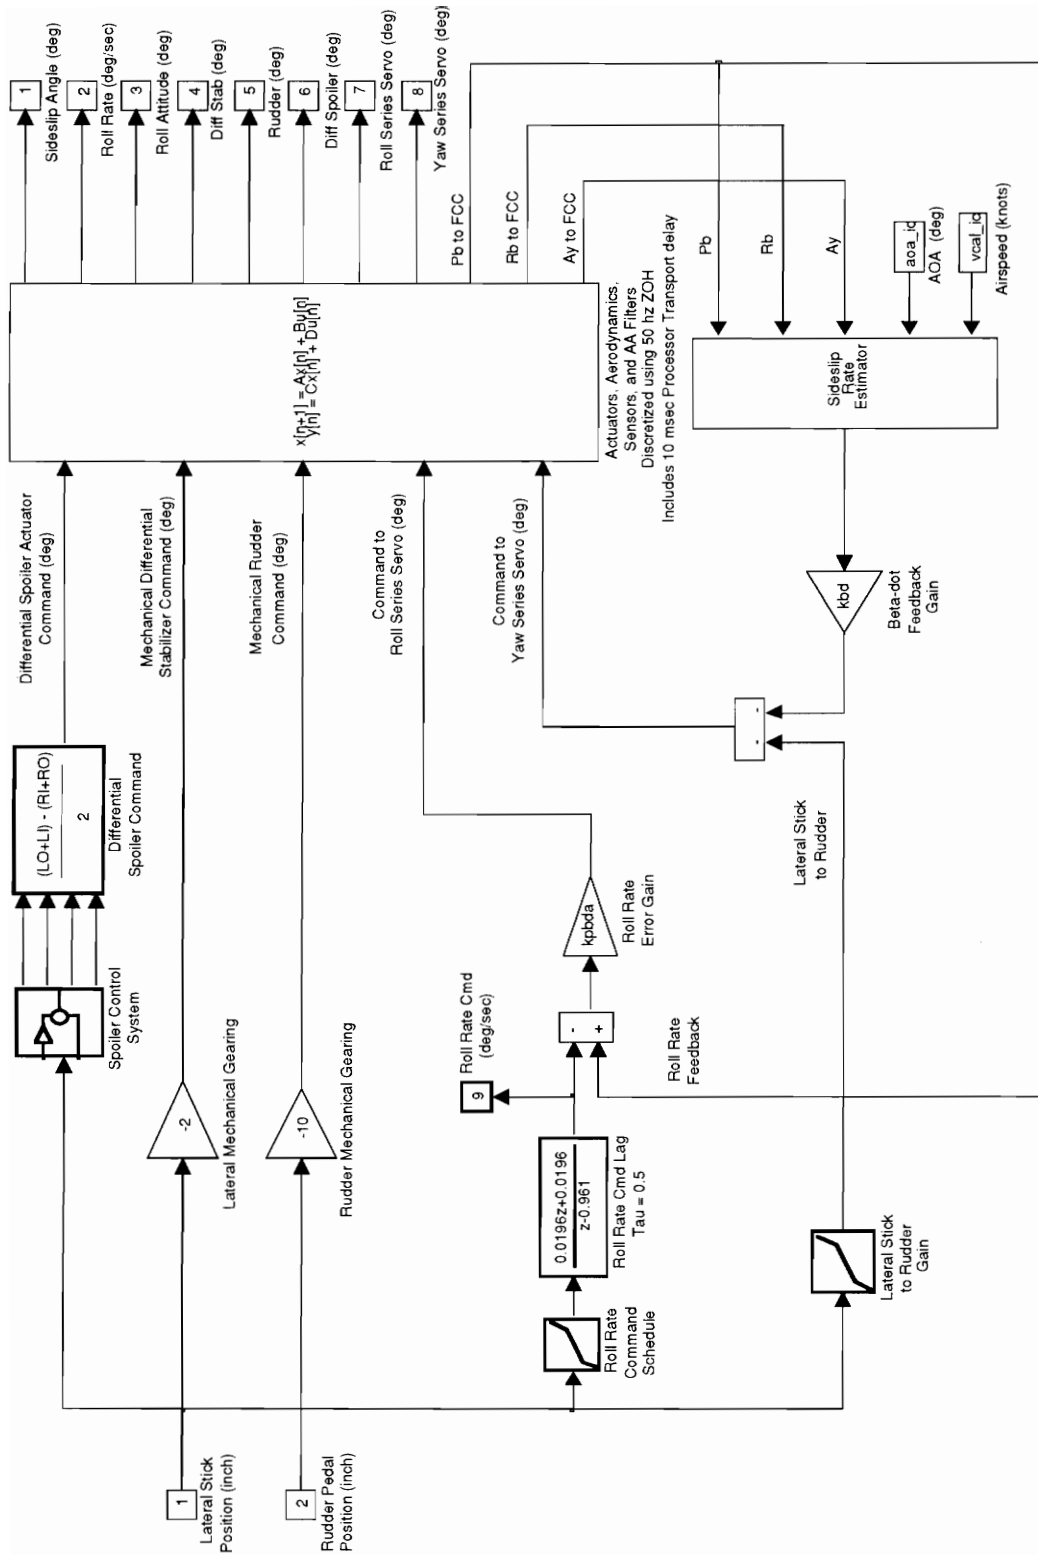 1
Lateral Stick
Position (inch)
2
Rudder Pedal
Position (inch)
Spoiler Control
System
(LO+LI) - (RI+RO)
2
Differential
Spoiler Command
Differential Spoiler Actuator
Command (deg)
-2
Lateral Mechanical Gearing
Mechanical Differential
Stabilizer Command (deg)
-10
Rudder Mechanical Gearing
Mechanical Rudder
Command (deg)
Roll Rate
Command
Schedule
0.0196z+0.0196
z-0.961
Roll Rate Cmd Lag
Tau = 0.5
9
Roll Rate Cmd
(deg/sec)
-
+
Roll Rate
Feedback
kpbda
Roll Rate
Error Gain
Command to
Roll Series Servo (deg)
Lateral Stick
to Rudder
Gain
Lateral Stick
to Rudder
-
-
Command to
Yaw Series Servo (deg)
kbd
Beta-dot
Feedback
Gain
x[n+1] = Ax[n] + Bu[n]
y[n] = Cx[n] + Du[n]
Actuators, Aerodynamics,
Sensors, and AA Filters
Discretized using 50 hz ZOH
Includes 10 msec Processor Transport delay
Sideslip
Rate
Estimator
1
Sideslip Angle (deg)
2
Roll Rate (deg/sec)
3
Roll Attitude (deg)
4
Diff Stab (deg)
5
Rudder (deg)
6
Diff Spoiler (deg)
7
Roll Series Servo (deg)
8
Yaw Series Servo (deg)
Pb to FCC
Rb to FCC
Ay to FCC
Pb
Rb
Ay
aoa_ic
AOA (deg)
vcal_ic
Airspeed (knots)